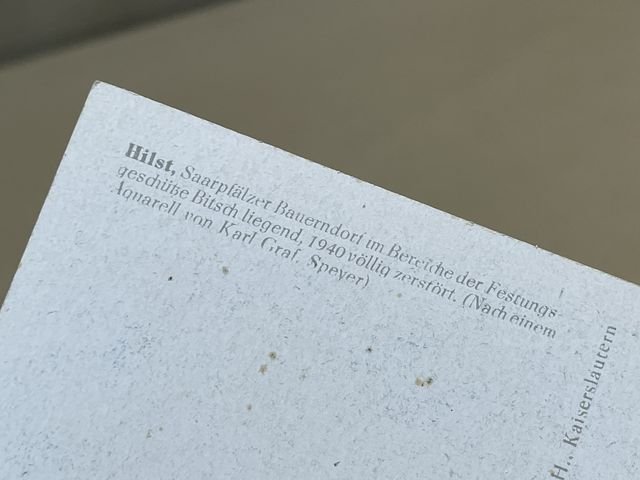 Hilst, Saarpfälzer Bauerndorf im Bereiche der Festungs-
geschütze Bitsch liegend, 1940 völlig zerstört. (Nach einem
Aquarell von Karl Graf, Speyer)
H., Kaiserslautern